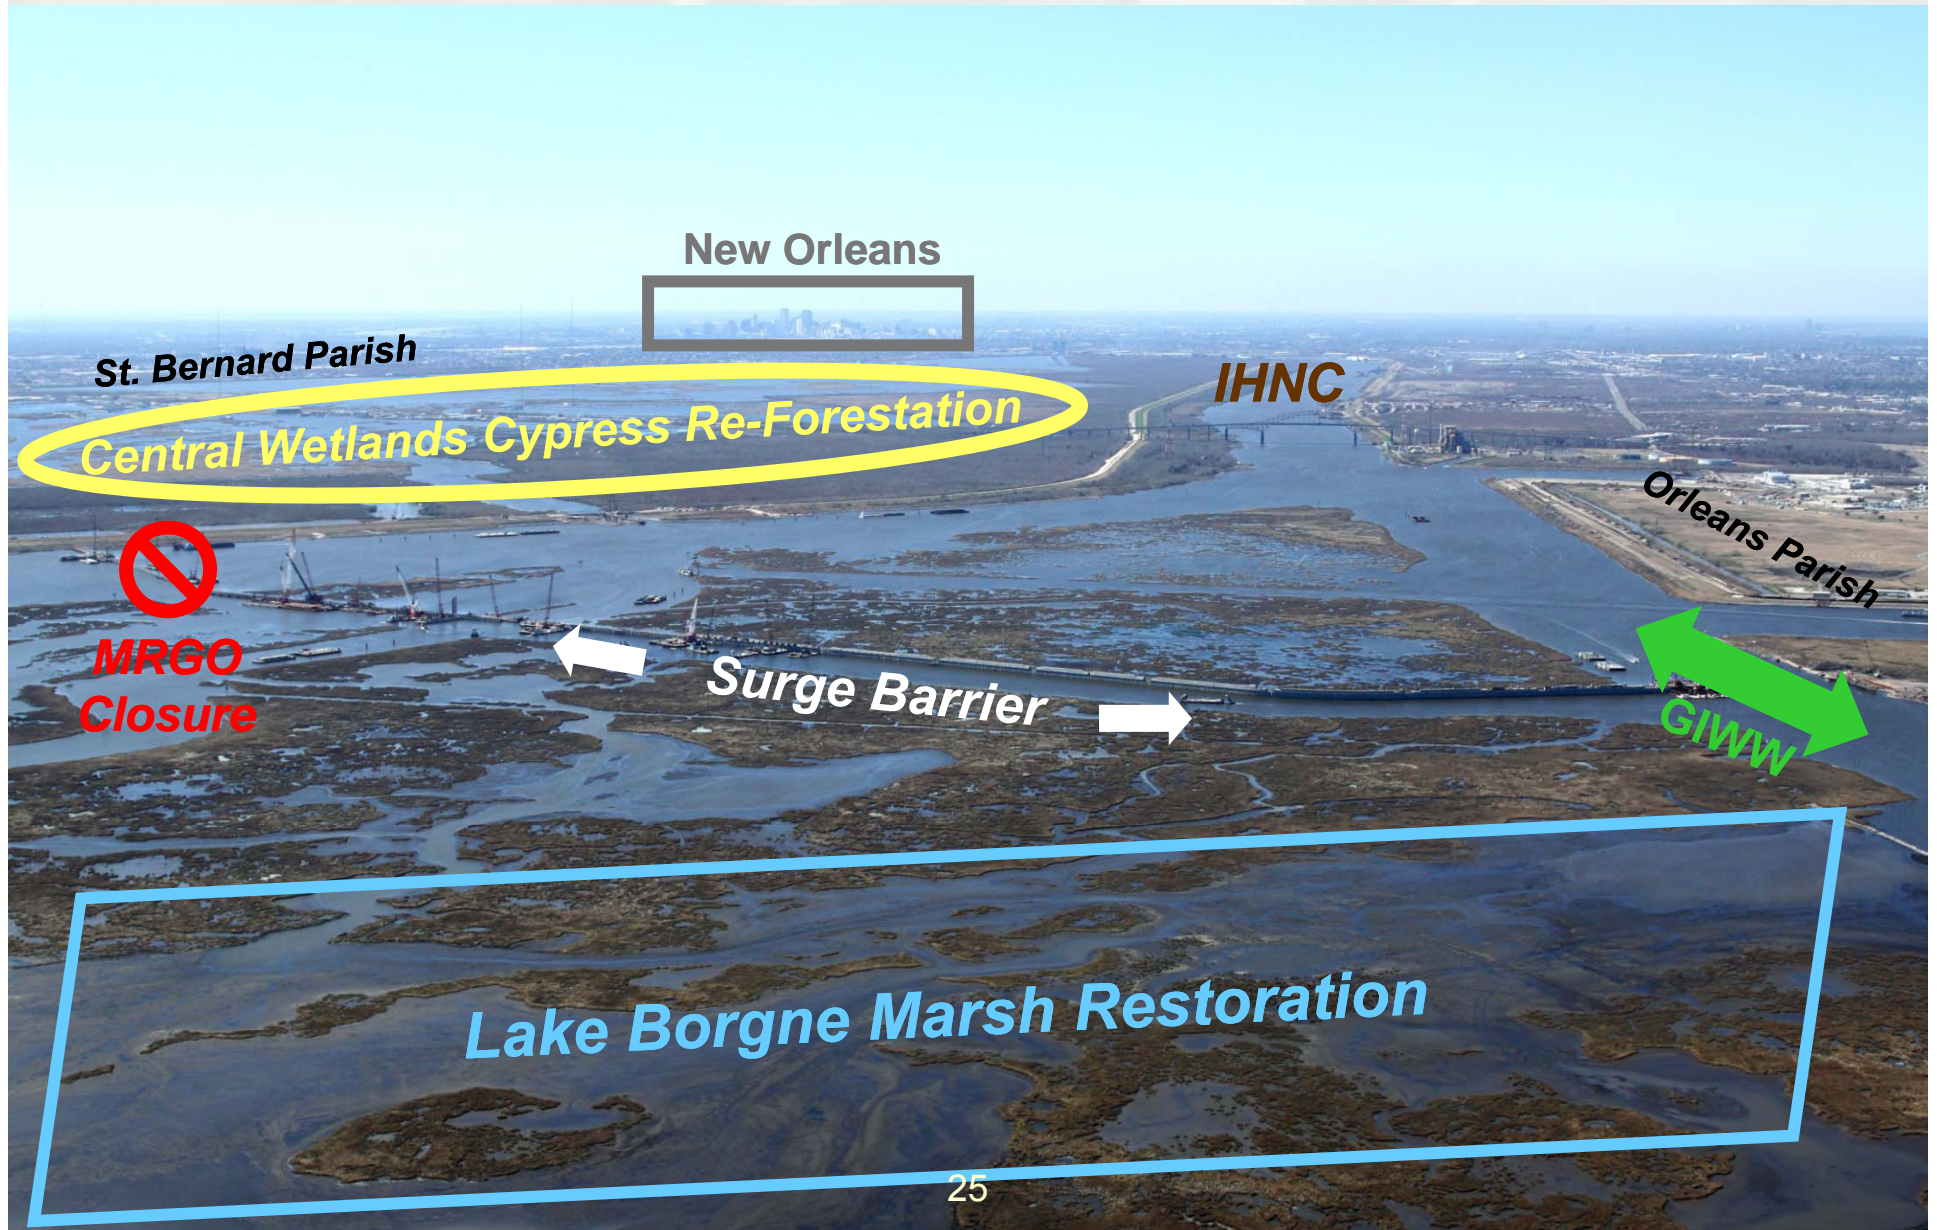 New Orleans
St. Bernard Parish
IHNC
Central Wetlands Cypress Re-Forestation
Orleans Parish
MRGO
Closure
Surge Barrier
GIWW
Lake Borgne Marsh Restoration
25